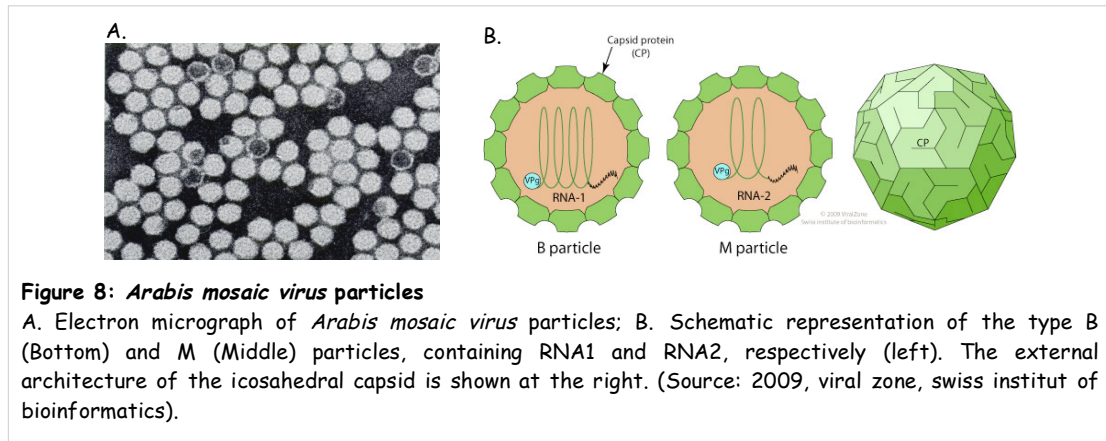 A.
B.
Capsid protein
(CP)
VPg
RNA-1
B particle
VPg
RNA-2
© 2009 ViralZone
Swiss institute of bioinformatics
M particle
CP
Figure 8: Arabis mosaic virus particles
A. Electron micrograph of Arabis mosaic virus particles; B. Schematic representation of the type B
(Bottom) and M (Middle) particles, containing RNA1 and RNA2, respectively (left). The external
architecture of the icosahedral capsid is shown at the right. (Source: 2009, viral zone, swiss institut of
bioinformatics).